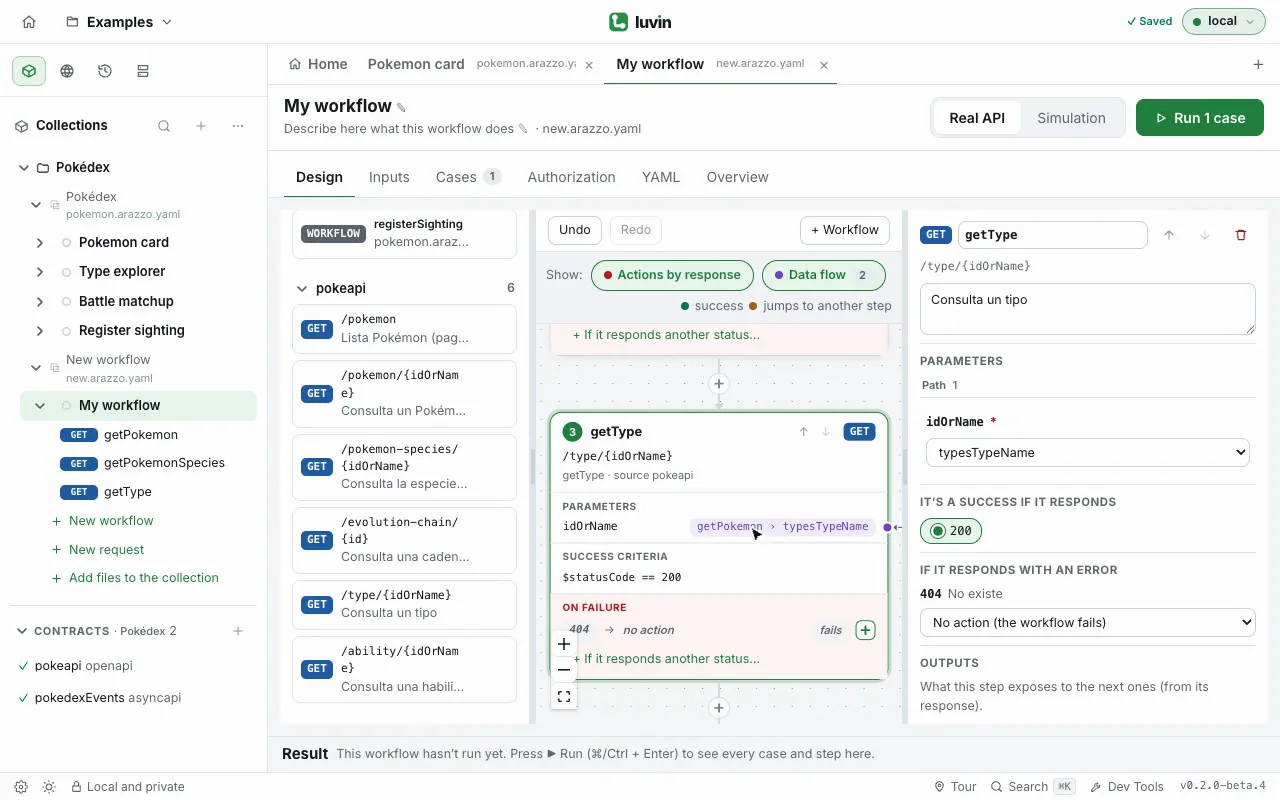 Examples
luvin
Saved
local
Home
Pokemon card
pokemon.arazzo.ya
My workflow
new.arazzo.yaml
Collections
My workflow
Describe here what this workflow does
· new.arazzo.yaml
Real API
Simulation
Run 1 case
Pokédex
Design
Inputs
Cases 1
Authorization
YAML
Overview
Pokédex
pokemon.arazzo.yaml
Pokemon card
Type explorer
Battle matchup
Register sighting
New workflow
new.arazzo.yaml
My workflow
GET getPokemon
GET getPokemonSpecies
GET getType
+ New workflow
+ New request
+ Add files to the collection
CONTRACTS · Pokédex 2
pokeapi openapi
pokedexEvents asyncapi
WORKFLOW
registerSighting
pokemon.araz...
pokeapi 6
GET
/pokemon
Lista Pokémon (pag...
GET
/pokemon/{idOrNam
e}
Consulta un Pokém...
GET
/pokemon-species/
{idOrName}
Consulta la especie...
GET
/evolution-chain/
{id}
Consulta una caden...
GET
/type/{idOrName}
Consulta un tipo
GET
/ability/{idOrNam
e}
Consulta una habili...
Undo
Redo
+ Workflow
Show:
Actions by response
Data flow 2
success
jumps to another step
+ If it responds another status...
3 getType
GET
/type/{idOrName}
getType · source pokeapi
PARAMETERS
idOrName
getPokemon › typesTypeName
SUCCESS CRITERIA
$statusCode == 200
ON FAILURE
404 → no action
fails
+ If it responds another status...
GET getType
/type/{idOrName}
Consulta un tipo
PARAMETERS
Path 1
idOrName *
typesTypeName
IT'S A SUCCESS IF IT RESPONDS
200
IF IT RESPONDS WITH AN ERROR
404 No existe
No action (the workflow fails)
OUTPUTS
What this step exposes to the next ones (from its
response).
Result This workflow hasn't run yet. Press ▶ Run (⌘/Ctrl + Enter) to see every case and step here.
Local and private
Tour
Search ⌘K
Dev Tools
v0.2.0-beta.4